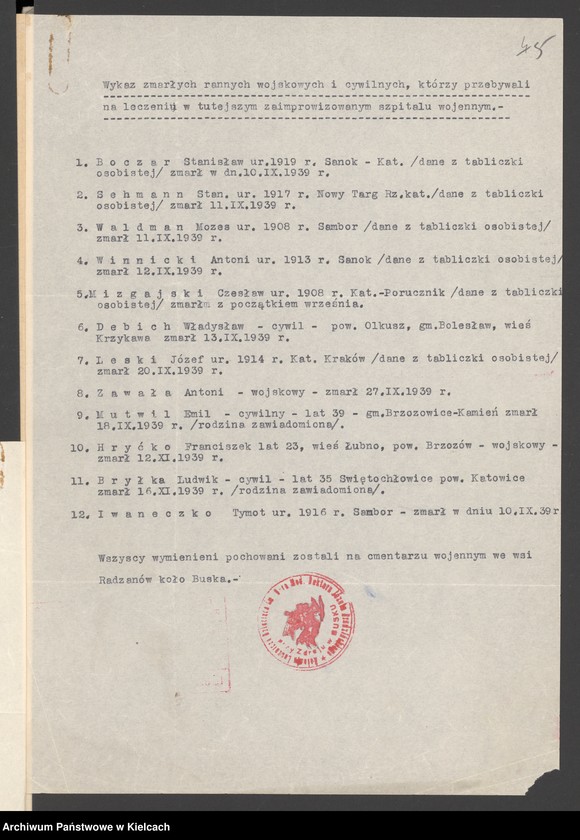 45
Wykaz zmarłych rannych wojskowych i cywilnych, którzy przebywali
na leczeniu w tutejszym zaimprowizowanym szpitalu wojennym.-
1. B o c z a r Stanisław ur.1919 r. Sanok - Kat. /dane z tabliczki
osobistej/ zmarł w dn.10.IX.1939 r.
2. S e h m a n n Stan. ur. 1917 r. Nowy Targ Rz.kat./dane z tabliczki
osobistej/ zmarł 11.IX.1939 r.
3. W a l d m a n Mozes ur. 1908 r. Sambor /dane z tabliczki osobistej/
zmarł 11.IX.1939 r.
4. W i n n i c k i Antoni ur. 1913 r. Sanok /dane z tabliczki osobistej/
zmarł 12.IX.1939 r.
5.M i z g a j s k i Czesław ur. 1908 r. Kat.-Porucznik /dane z tabliczki
osobistej/ zmarł z początkiem września.
6. D e b i c h Władysław - cywil - pow. Olkusz, gm.Bolesław, wieś
Krzykawa zmarł 13.IX.1939 r.
7. L e s k i Józef ur. 1914 r. Kat. Kraków /dane z tabliczki osobistej/
zmarł 20.IX.1939 r.
8. Z a w a ł a Antoni - wojskowy - zmarł 27.IX.1939 r.
9. M u t w i l Emil - cywilny - lat 39 - gm.Brzozowice-Kamień zmarł
18.IX.1939 r. /rodzina zawiadomiona/.
10. H r y ć k o Franciszek lat 23, wieś Łubno, pow. Brzozów - wojskowy -
zmarł 12.XI.1939 r.
11. B r y ł k a Ludwik - cywil - lat 35 Swiętochłowice pow. Katowice
zmarł 16.XI.1939 r. /rodzina zawiadomiona/.
12. I w a n e c z k o Tymot ur. 1916 r. Sambor - zmarł w dniu 10.IX.39r
Wszyscy wymienieni pochowani zostali na cmentarzu wojennym we wsi
Radzanów koło Buska.-
Archiwum Państwowe w Kielcach